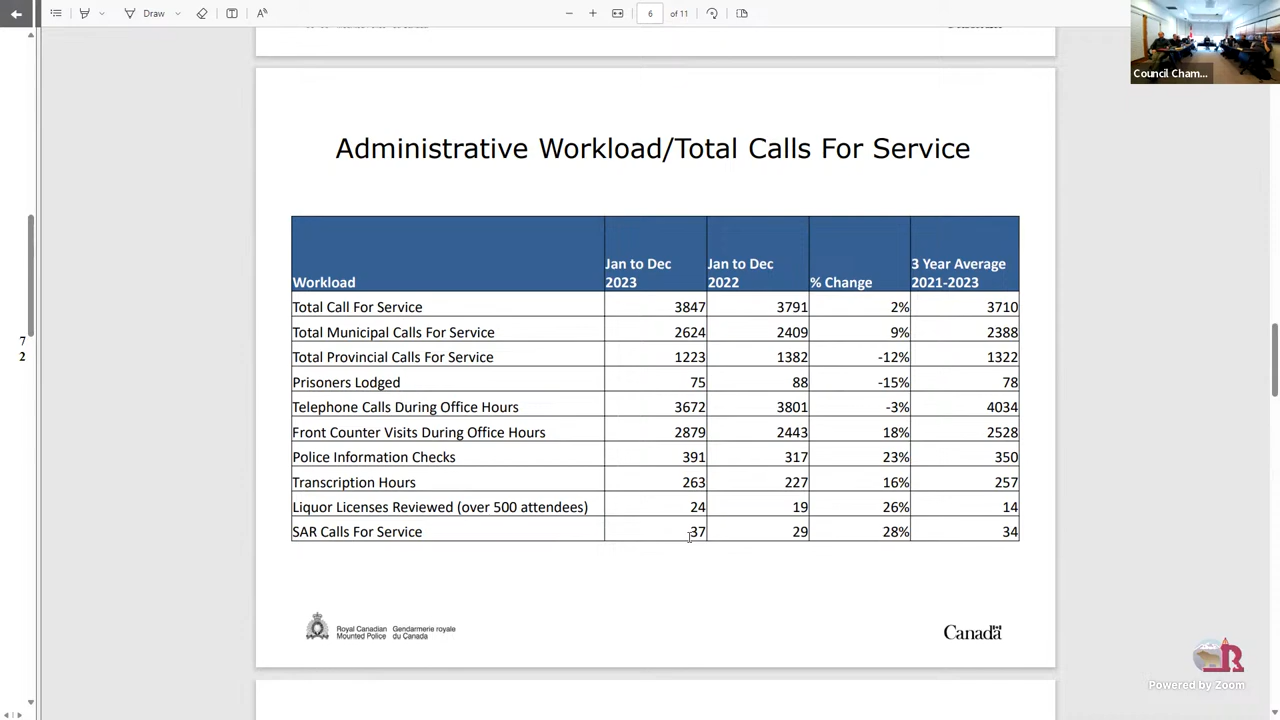 Draw
6 of 11
Council Cham...
Administrative Workload/Total Calls For Service
Workload Jan to Dec 2023 Jan to Dec 2022 % Change 3 Year Average 2021-2023
Total Call For Service 3847 3791 2% 3710
Total Municipal Calls For Service 2624 2409 9% 2388
Total Provincial Calls For Service 1223 1382 -12% 1322
Prisoners Lodged 75 88 -15% 78
Telephone Calls During Office Hours 3672 3801 -3% 4034
Front Counter Visits During Office Hours 2879 2443 18% 2528
Police Information Checks 391 317 23% 350
Transcription Hours 263 227 16% 257
Liquor Licenses Reviewed (over 500 attendees) 24 19 26% 14
SAR Calls For Service 37 29 28% 34
7
2
Royal Canadian Gendarmerie royale
Mounted Police du Canada
Canada
R
Powered by Zoom